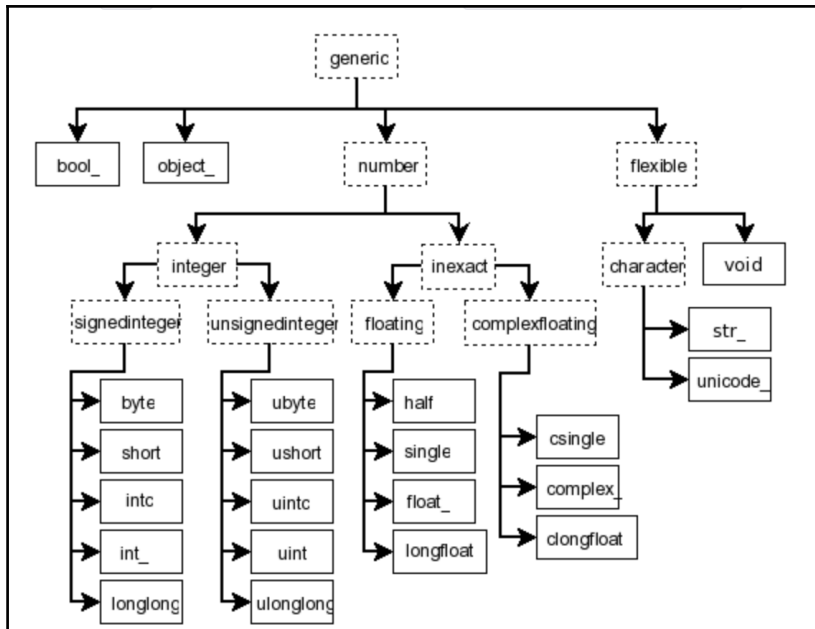 generic
bool_
object_
number
flexible
integer
inexact
character
void
signedinteger
unsignedinteger
floating
complexfloating
str_
unicode_
byte
ubyte
half
short
ushort
single
csingle
intc
uintc
float_
complex_
int_
uint
longfloat
clongfloat
longlong
ulonglong